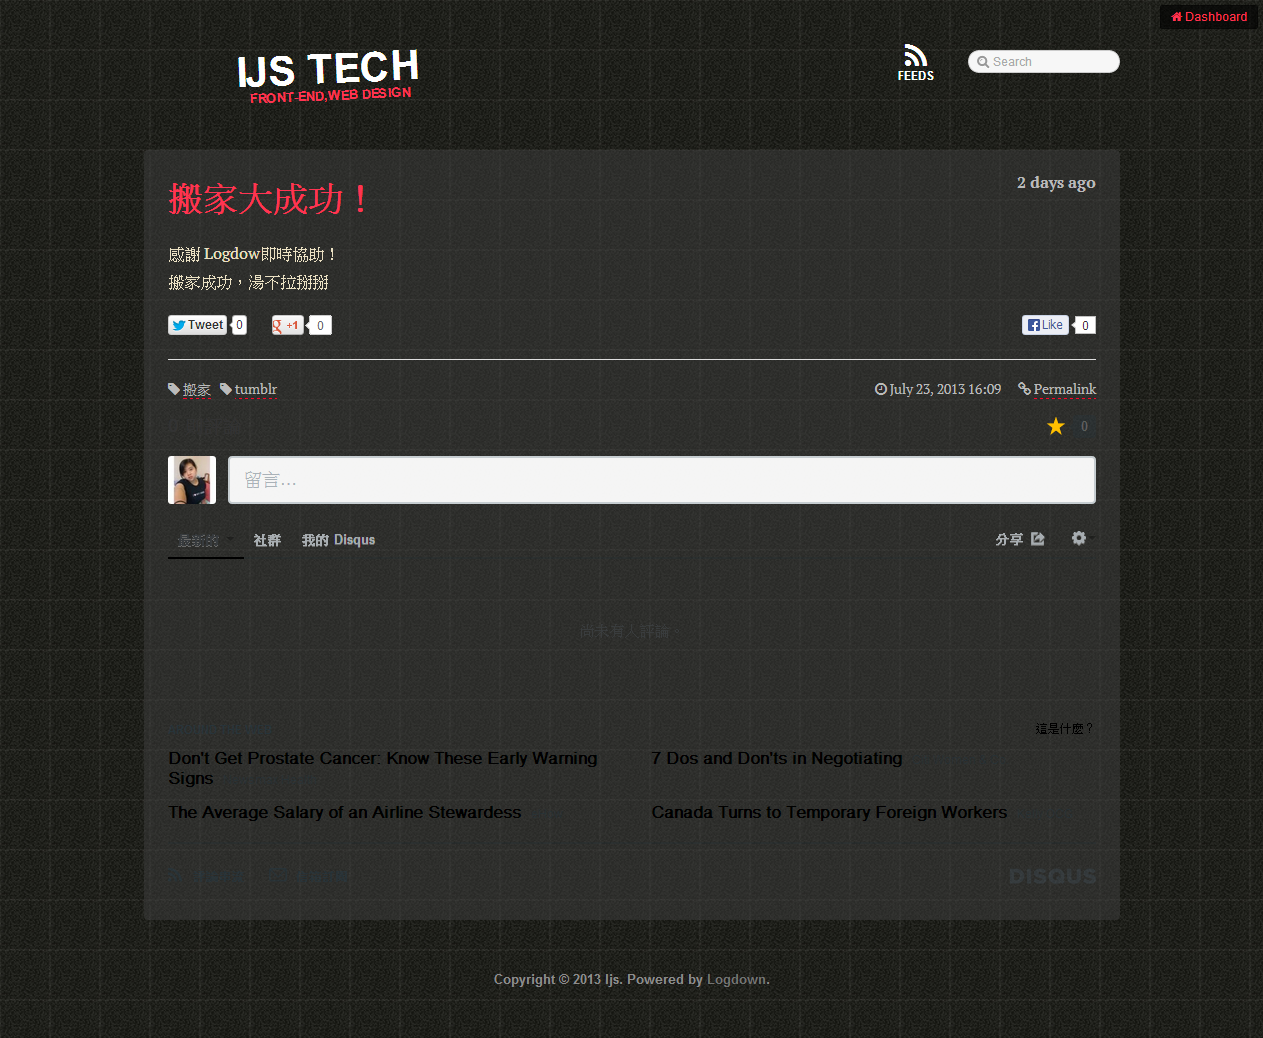 Dashboard
IJS TECH
FRONT-END,WEB DESIGN
FEEDS
Search
搬家大成功！
2 days ago
感謝 Logdow即時協助！
搬家成功，湯不拉掰掰
Tweet 0
g +1 0
Like 0
搬家 tumblr
July 23, 2013 16:09 Permalink
0
留言...
最新的 社群 我的 Disqus
分享
尚未有人評論
這是什麼？
Don't Get Prostate Cancer: Know These Early Warning
Signs
7 Dos and Don'ts in Negotiating
The Average Salary of an Airline Stewardess
Canada Turns to Temporary Foreign Workers
DISQUS
Copyright © 2013 Ijs. Powered by Logdown.